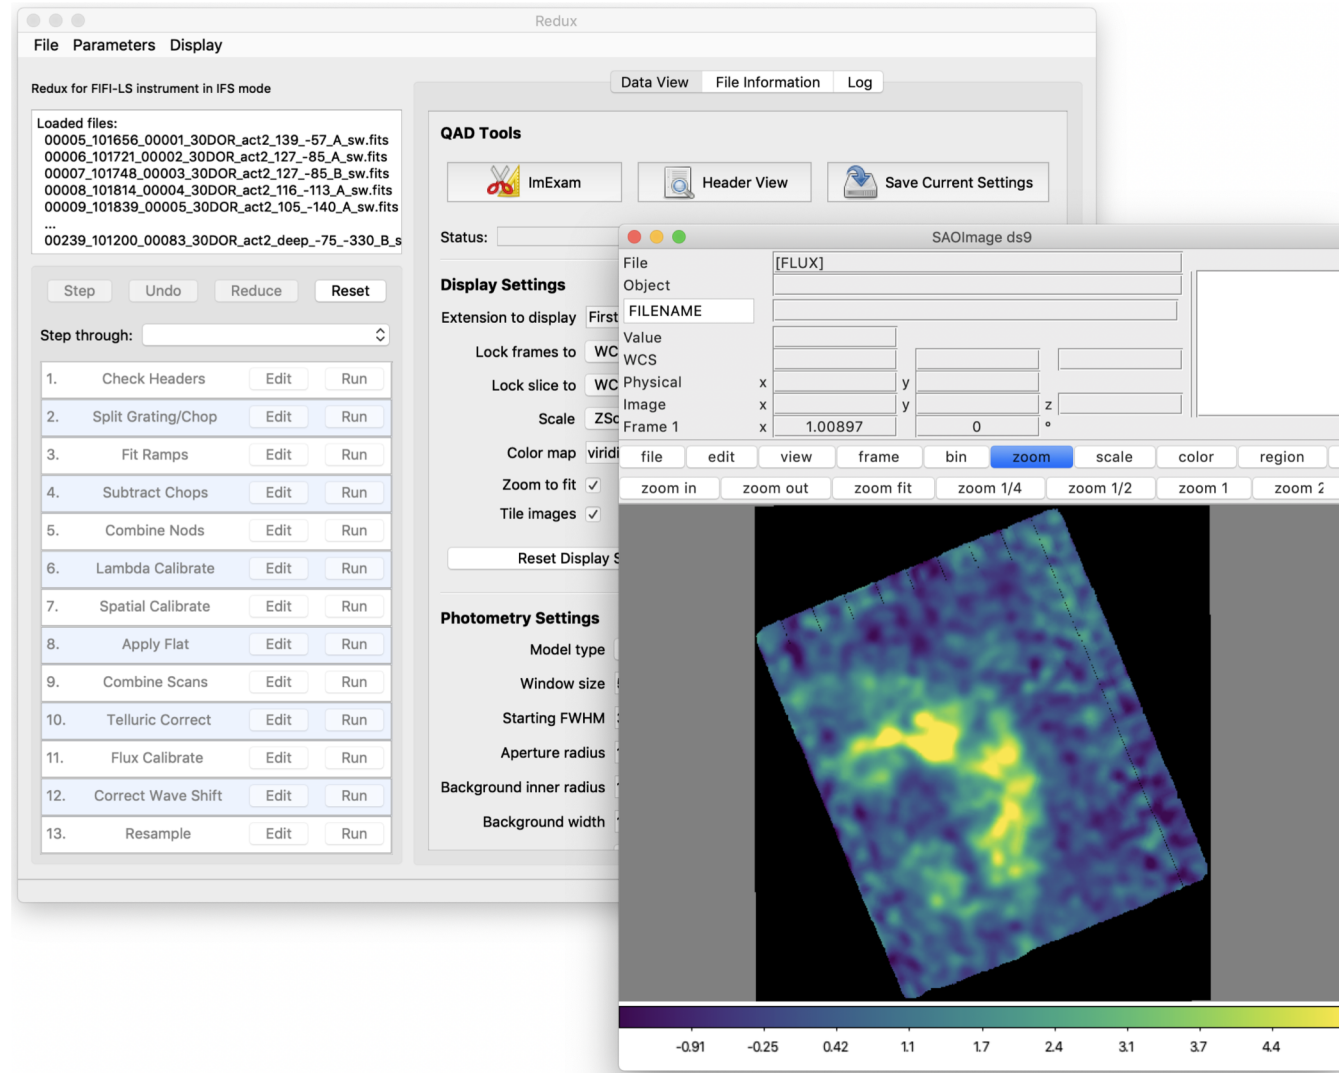 Redux
File Parameters Display
Redux for FIFI-LS instrument in IFS mode
Loaded files:
00005_101656_00001_30DOR_act2_139_-57_A_sw.fits
00006_101721_00002_30DOR_act2_127_-85_A_sw.fits
00007_101748_00003_30DOR_act2_127_-85_B_sw.fits
00008_101814_00004_30DOR_act2_116_-113_A_sw.fits
00009_101839_00005_30DOR_act2_105_-140_A_sw.fits
...
00239_101200_00083_30DOR_act2_deep_-75_-330_B_s
Step Undo Reduce Reset
Step through:
1. Check Headers Edit Run
2. Split Grating/Chop Edit Run
3. Fit Ramps Edit Run
4. Subtract Chops Edit Run
5. Combine Nods Edit Run
6. Lambda Calibrate Edit Run
7. Spatial Calibrate Edit Run
8. Apply Flat Edit Run
9. Combine Scans Edit Run
10. Telluric Correct Edit Run
11. Flux Calibrate Edit Run
12. Correct Wave Shift Edit Run
13. Resample Edit Run
Data View File Information Log
QAD Tools
ImExam Header View Save Current Settings
Status:
Display Settings
Extension to display First
Lock frames to WC
Lock slice to WC
Scale ZSc
Color map viridi
Zoom to fit
Tile images
Reset Display S
Photometry Settings
Model type
Window size
Starting FWHM
Aperture radius
Background inner radius
Background width
SAOImage ds9
File [FLUX]
Object
FILENAME
Value
WCS
Physical x y
Image x y z
Frame 1 x 1.00897 0 °
file edit view frame bin zoom scale color region
zoom in zoom out zoom fit zoom 1/4 zoom 1/2 zoom 1 zoom 2
-0.91 -0.25 0.42 1.1 1.7 2.4 3.1 3.7 4.4